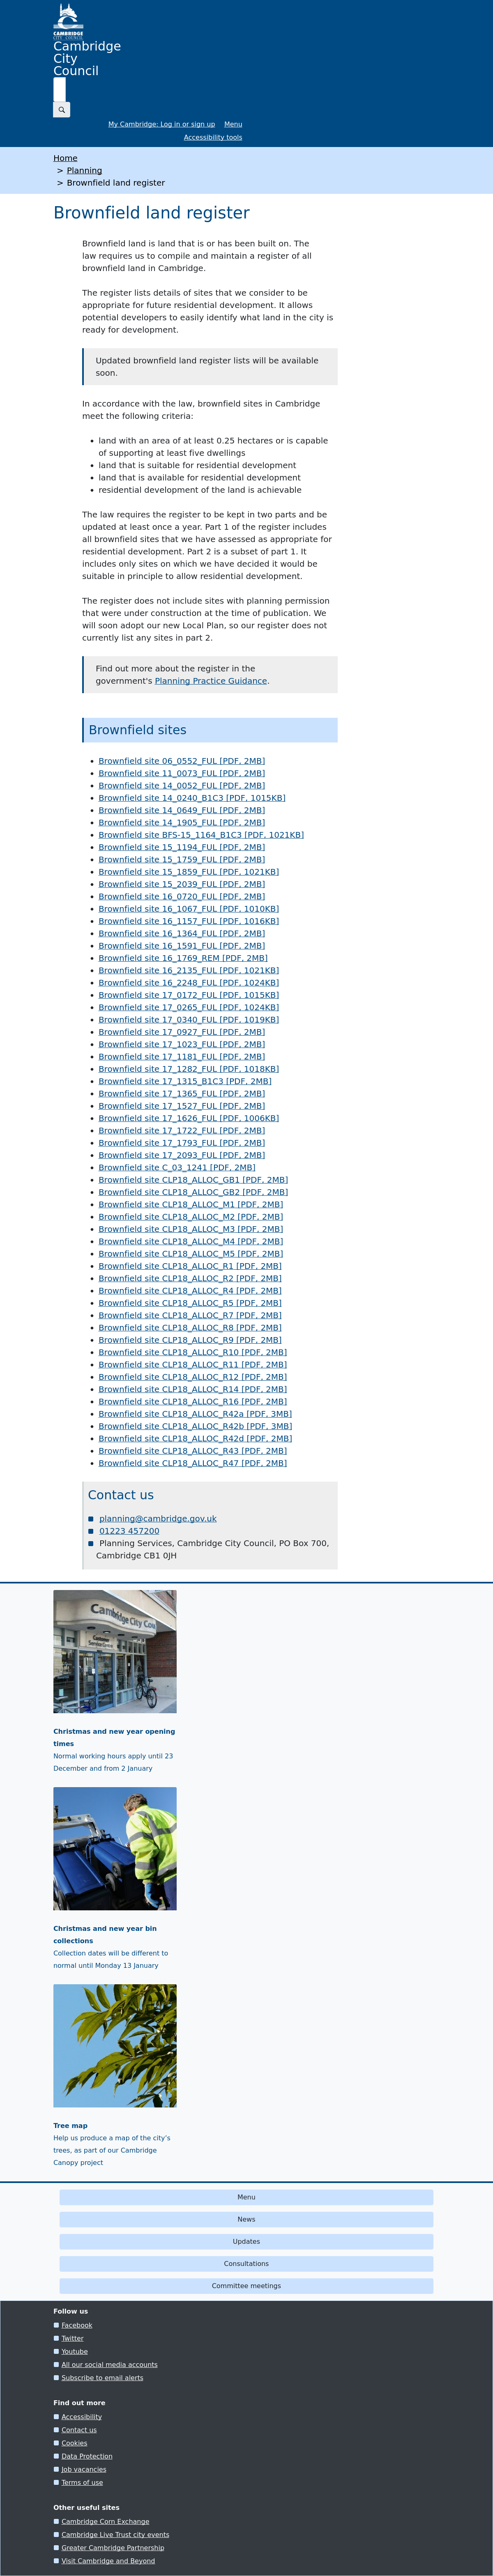 CAMBRIDGE
CITY COUNCIL
Cambridge
City
Council
My Cambridge: Log in or sign up Menu
Accessibility tools
Home
> Planning
> Brownfield land register
Brownfield land register
Brownfield land is land that is or has been built on. The
law requires us to compile and maintain a register of all
brownfield land in Cambridge.
The register lists details of sites that we consider to be
appropriate for future residential development. It allows
potential developers to easily identify what land in the city is
ready for development.
Updated brownfield land register lists will be available
soon.
In accordance with the law, brownfield sites in Cambridge
meet the following criteria:
• land with an area of at least 0.25 hectares or is capable
of supporting at least five dwellings
• land that is suitable for residential development
• land that is available for residential development
• residential development of the land is achievable
The law requires the register to be kept in two parts and be
updated at least once a year. Part 1 of the register includes
all brownfield sites that we have assessed as appropriate for
residential development. Part 2 is a subset of part 1. It
includes only sites on which we have decided it would be
suitable in principle to allow residential development.
The register does not include sites with planning permission
that were under construction at the time of publication. We
will soon adopt our new Local Plan, so our register does not
currently list any sites in part 2.
Find out more about the register in the
government's Planning Practice Guidance.
Brownfield sites
• Brownfield site 06_0552_FUL [PDF, 2MB]
• Brownfield site 11_0073_FUL [PDF, 2MB]
• Brownfield site 14_0052_FUL [PDF, 2MB]
• Brownfield site 14_0240_B1C3 [PDF, 1015KB]
• Brownfield site 14_0649_FUL [PDF, 2MB]
• Brownfield site 14_1905_FUL [PDF, 2MB]
• Brownfield site BFS-15_1164_B1C3 [PDF, 1021KB]
• Brownfield site 15_1194_FUL [PDF, 2MB]
• Brownfield site 15_1759_FUL [PDF, 2MB]
• Brownfield site 15_1859_FUL [PDF, 1021KB]
• Brownfield site 15_2039_FUL [PDF, 2MB]
• Brownfield site 16_0720_FUL [PDF, 2MB]
• Brownfield site 16_1067_FUL [PDF, 1010KB]
• Brownfield site 16_1157_FUL [PDF, 1016KB]
• Brownfield site 16_1364_FUL [PDF, 2MB]
• Brownfield site 16_1591_FUL [PDF, 2MB]
• Brownfield site 16_1769_REM [PDF, 2MB]
• Brownfield site 16_2135_FUL [PDF, 1021KB]
• Brownfield site 16_2248_FUL [PDF, 1024KB]
• Brownfield site 17_0172_FUL [PDF, 1015KB]
• Brownfield site 17_0265_FUL [PDF, 1024KB]
• Brownfield site 17_0340_FUL [PDF, 1019KB]
• Brownfield site 17_0927_FUL [PDF, 2MB]
• Brownfield site 17_1023_FUL [PDF, 2MB]
• Brownfield site 17_1181_FUL [PDF, 2MB]
• Brownfield site 17_1282_FUL [PDF, 1018KB]
• Brownfield site 17_1315_B1C3 [PDF, 2MB]
• Brownfield site 17_1365_FUL [PDF, 2MB]
• Brownfield site 17_1527_FUL [PDF, 2MB]
• Brownfield site 17_1626_FUL [PDF, 1006KB]
• Brownfield site 17_1722_FUL [PDF, 2MB]
• Brownfield site 17_1793_FUL [PDF, 2MB]
• Brownfield site 17_2093_FUL [PDF, 2MB]
• Brownfield site C_03_1241 [PDF, 2MB]
• Brownfield site CLP18_ALLOC_GB1 [PDF, 2MB]
• Brownfield site CLP18_ALLOC_GB2 [PDF, 2MB]
• Brownfield site CLP18_ALLOC_M1 [PDF, 2MB]
• Brownfield site CLP18_ALLOC_M2 [PDF, 2MB]
• Brownfield site CLP18_ALLOC_M3 [PDF, 2MB]
• Brownfield site CLP18_ALLOC_M4 [PDF, 2MB]
• Brownfield site CLP18_ALLOC_M5 [PDF, 2MB]
• Brownfield site CLP18_ALLOC_R1 [PDF, 2MB]
• Brownfield site CLP18_ALLOC_R2 [PDF, 2MB]
• Brownfield site CLP18_ALLOC_R4 [PDF, 2MB]
• Brownfield site CLP18_ALLOC_R5 [PDF, 2MB]
• Brownfield site CLP18_ALLOC_R7 [PDF, 2MB]
• Brownfield site CLP18_ALLOC_R8 [PDF, 2MB]
• Brownfield site CLP18_ALLOC_R9 [PDF, 2MB]
• Brownfield site CLP18_ALLOC_R10 [PDF, 2MB]
• Brownfield site CLP18_ALLOC_R11 [PDF, 2MB]
• Brownfield site CLP18_ALLOC_R12 [PDF, 2MB]
• Brownfield site CLP18_ALLOC_R14 [PDF, 2MB]
• Brownfield site CLP18_ALLOC_R16 [PDF, 2MB]
• Brownfield site CLP18_ALLOC_R42a [PDF, 3MB]
• Brownfield site CLP18_ALLOC_R42b [PDF, 3MB]
• Brownfield site CLP18_ALLOC_R42d [PDF, 2MB]
• Brownfield site CLP18_ALLOC_R43 [PDF, 2MB]
• Brownfield site CLP18_ALLOC_R47 [PDF, 2MB]
Contact us
planning@cambridge.gov.uk
01223 457200
Planning Services, Cambridge City Council, PO Box 700,
Cambridge CB1 0JH
Cambridge City
Christmas and new year opening
times
Normal working hours apply until 23
December and from 2 January
Christmas and new year bin
collections
Collection dates will be different to
normal until Monday 13 January
Tree map
Help us produce a map of the city's
trees, as part of our Cambridge
Canopy project
Menu
News
Updates
Consultations
Committee meetings
Follow us
Facebook
Twitter
Youtube
All our social media accounts
Subscribe to email alerts
Find out more
Accessibility
Contact us
Cookies
Data Protection
Job vacancies
Terms of use
Other useful sites
Cambridge Corn Exchange
Cambridge Live Trust city events
Greater Cambridge Partnership
Visit Cambridge and Beyond